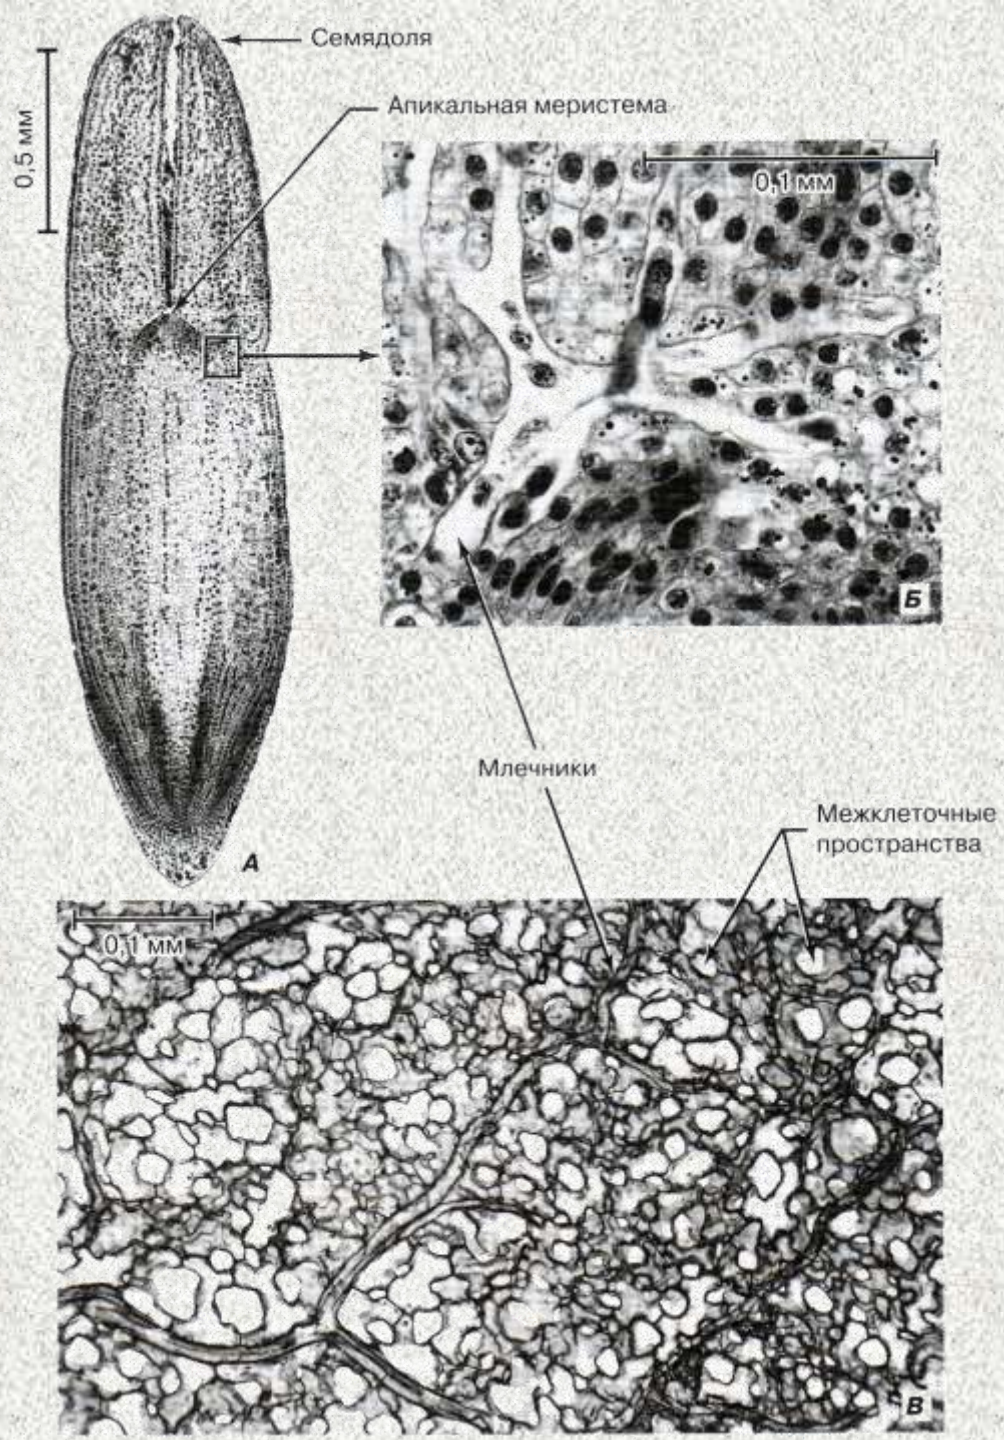 Семядоля
0,5 мм
Апикальная меристема
0,1 мм
Б
Млечники
Межклеточные
пространства
А
0,1 мм
В